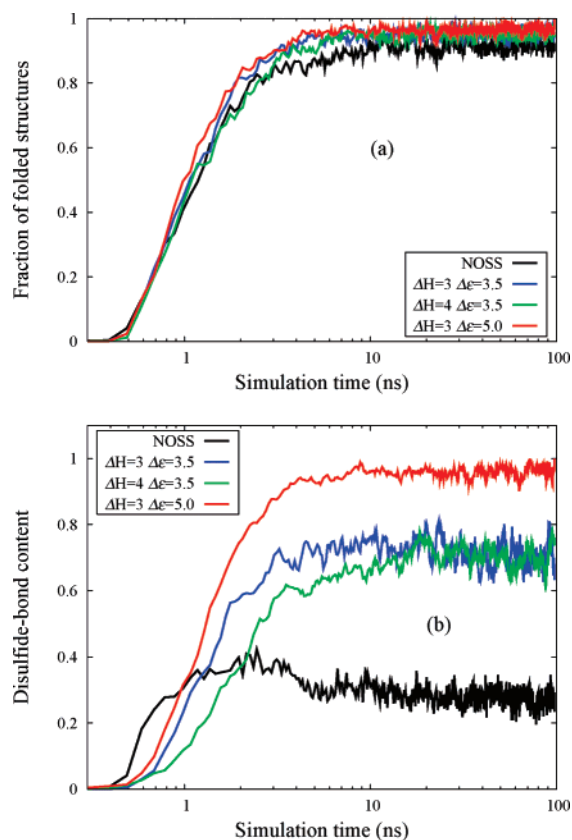 1
0.8
0.6
0.4
0.2
0
Fraction of folded structures
(a)
NOSS
ΔH=3 Δε=3.5
ΔH=4 Δε=3.5
ΔH=3 Δε=5.0
1 10 100
Simulation time (ns)
NOSS
ΔH=3 Δε=3.5
ΔH=4 Δε=3.5
ΔH=3 Δε=5.0
1
0.8
0.6
0.4
0.2
0
Disulfide-bond content
(b)
1 10 100
Simulation time (ns)